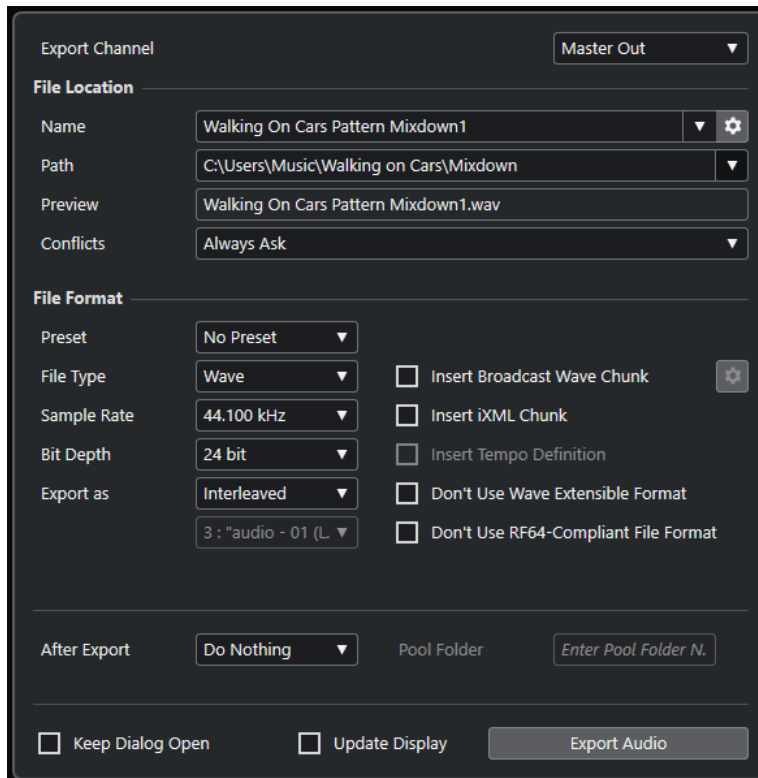 Export Channel Master Out
File Location
Name Walking On Cars Pattern Mixdown1
Path C:\Users\Music\Walking on Cars\Mixdown
Preview Walking On Cars Pattern Mixdown1.wav
Conflicts Always Ask
File Format
Preset No Preset
File Type Wave Insert Broadcast Wave Chunk
Sample Rate 44.100 kHz Insert iXML Chunk
Bit Depth 24 bit Insert Tempo Definition
Export as Interleaved Don't Use Wave Extensible Format
3 : "audio - 01 (L. Don't Use RF64-Compliant File Format
After Export Do Nothing Pool Folder Enter Pool Folder N.
Keep Dialog Open Update Display Export Audio